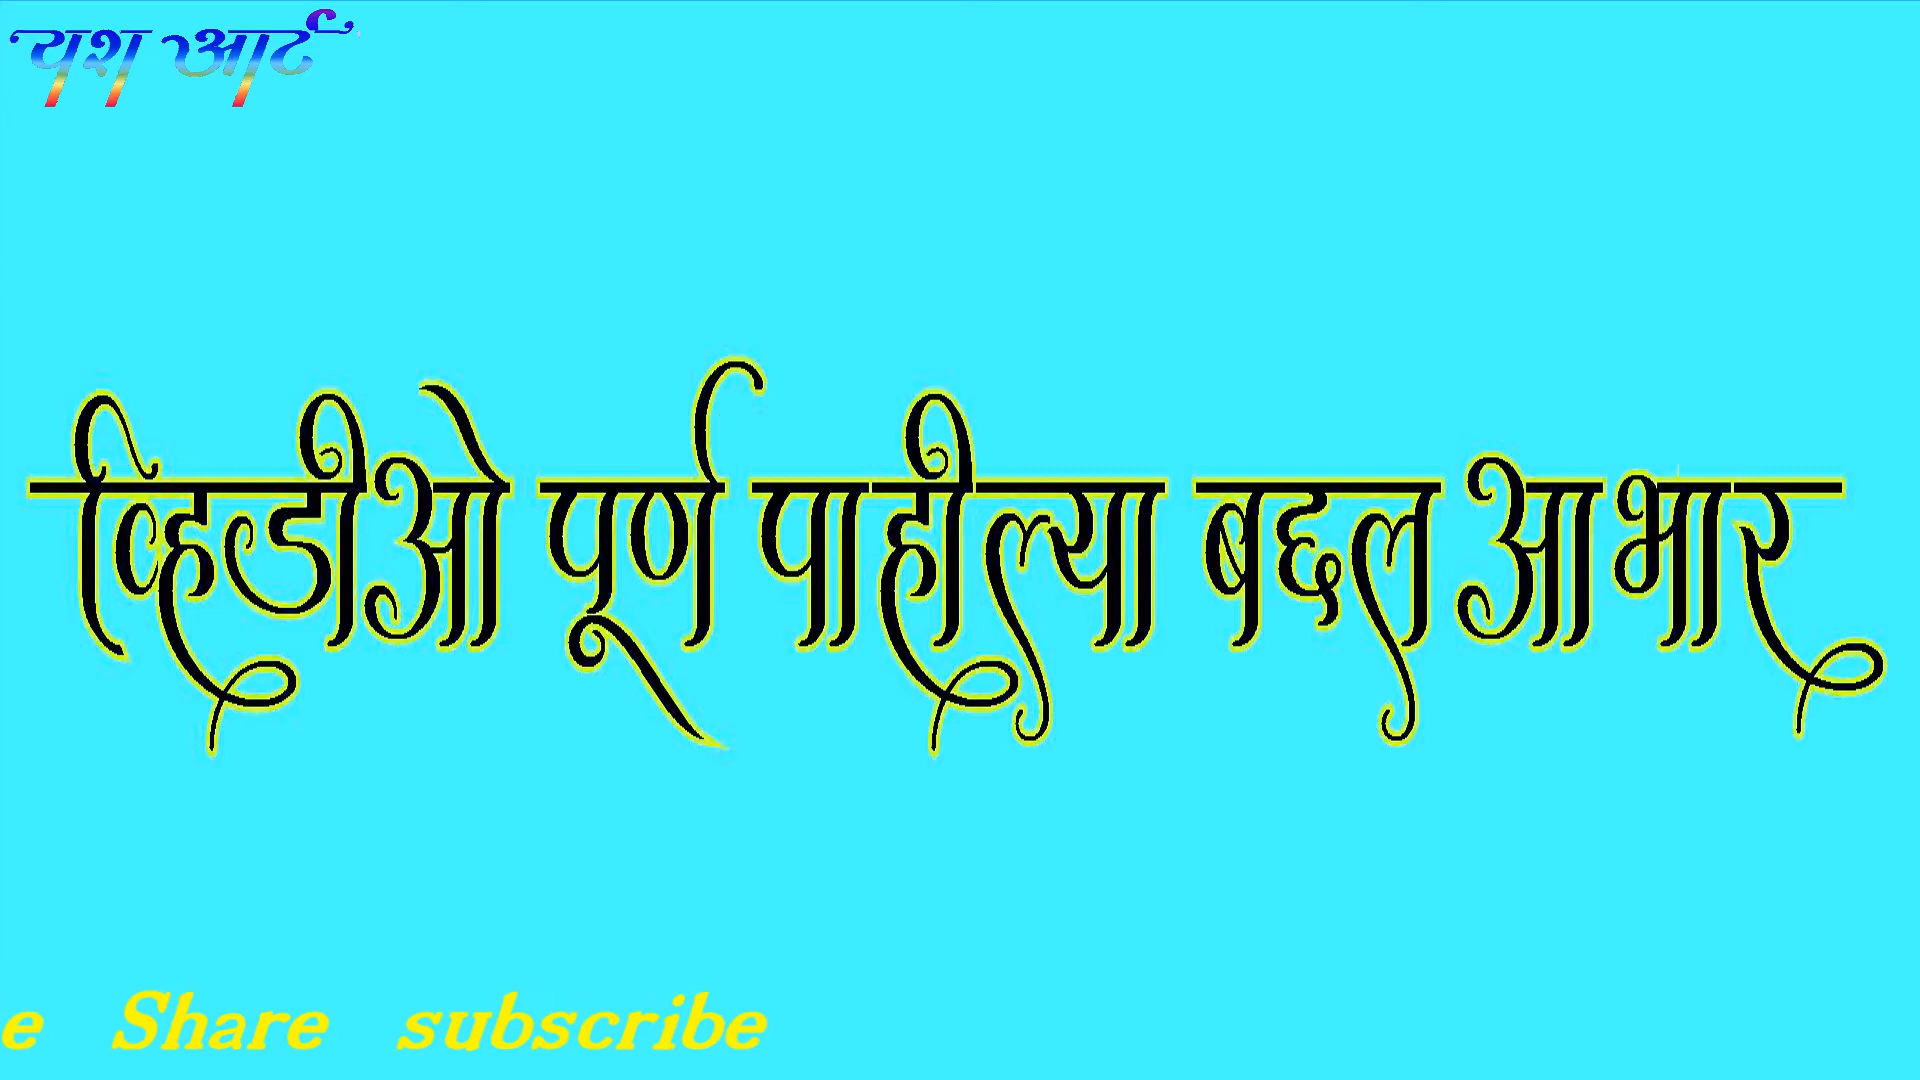 यश आर्ट
व्हिडीओ पूर्ण पाहील्या बद्दल आभार
e Share subscribe